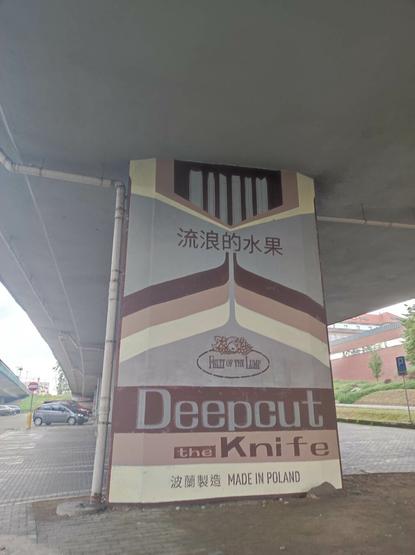 流浪的水果
FRUIT OF THE LUMP
Deepcut
the Knife
波蘭製造 MADE IN POLAND